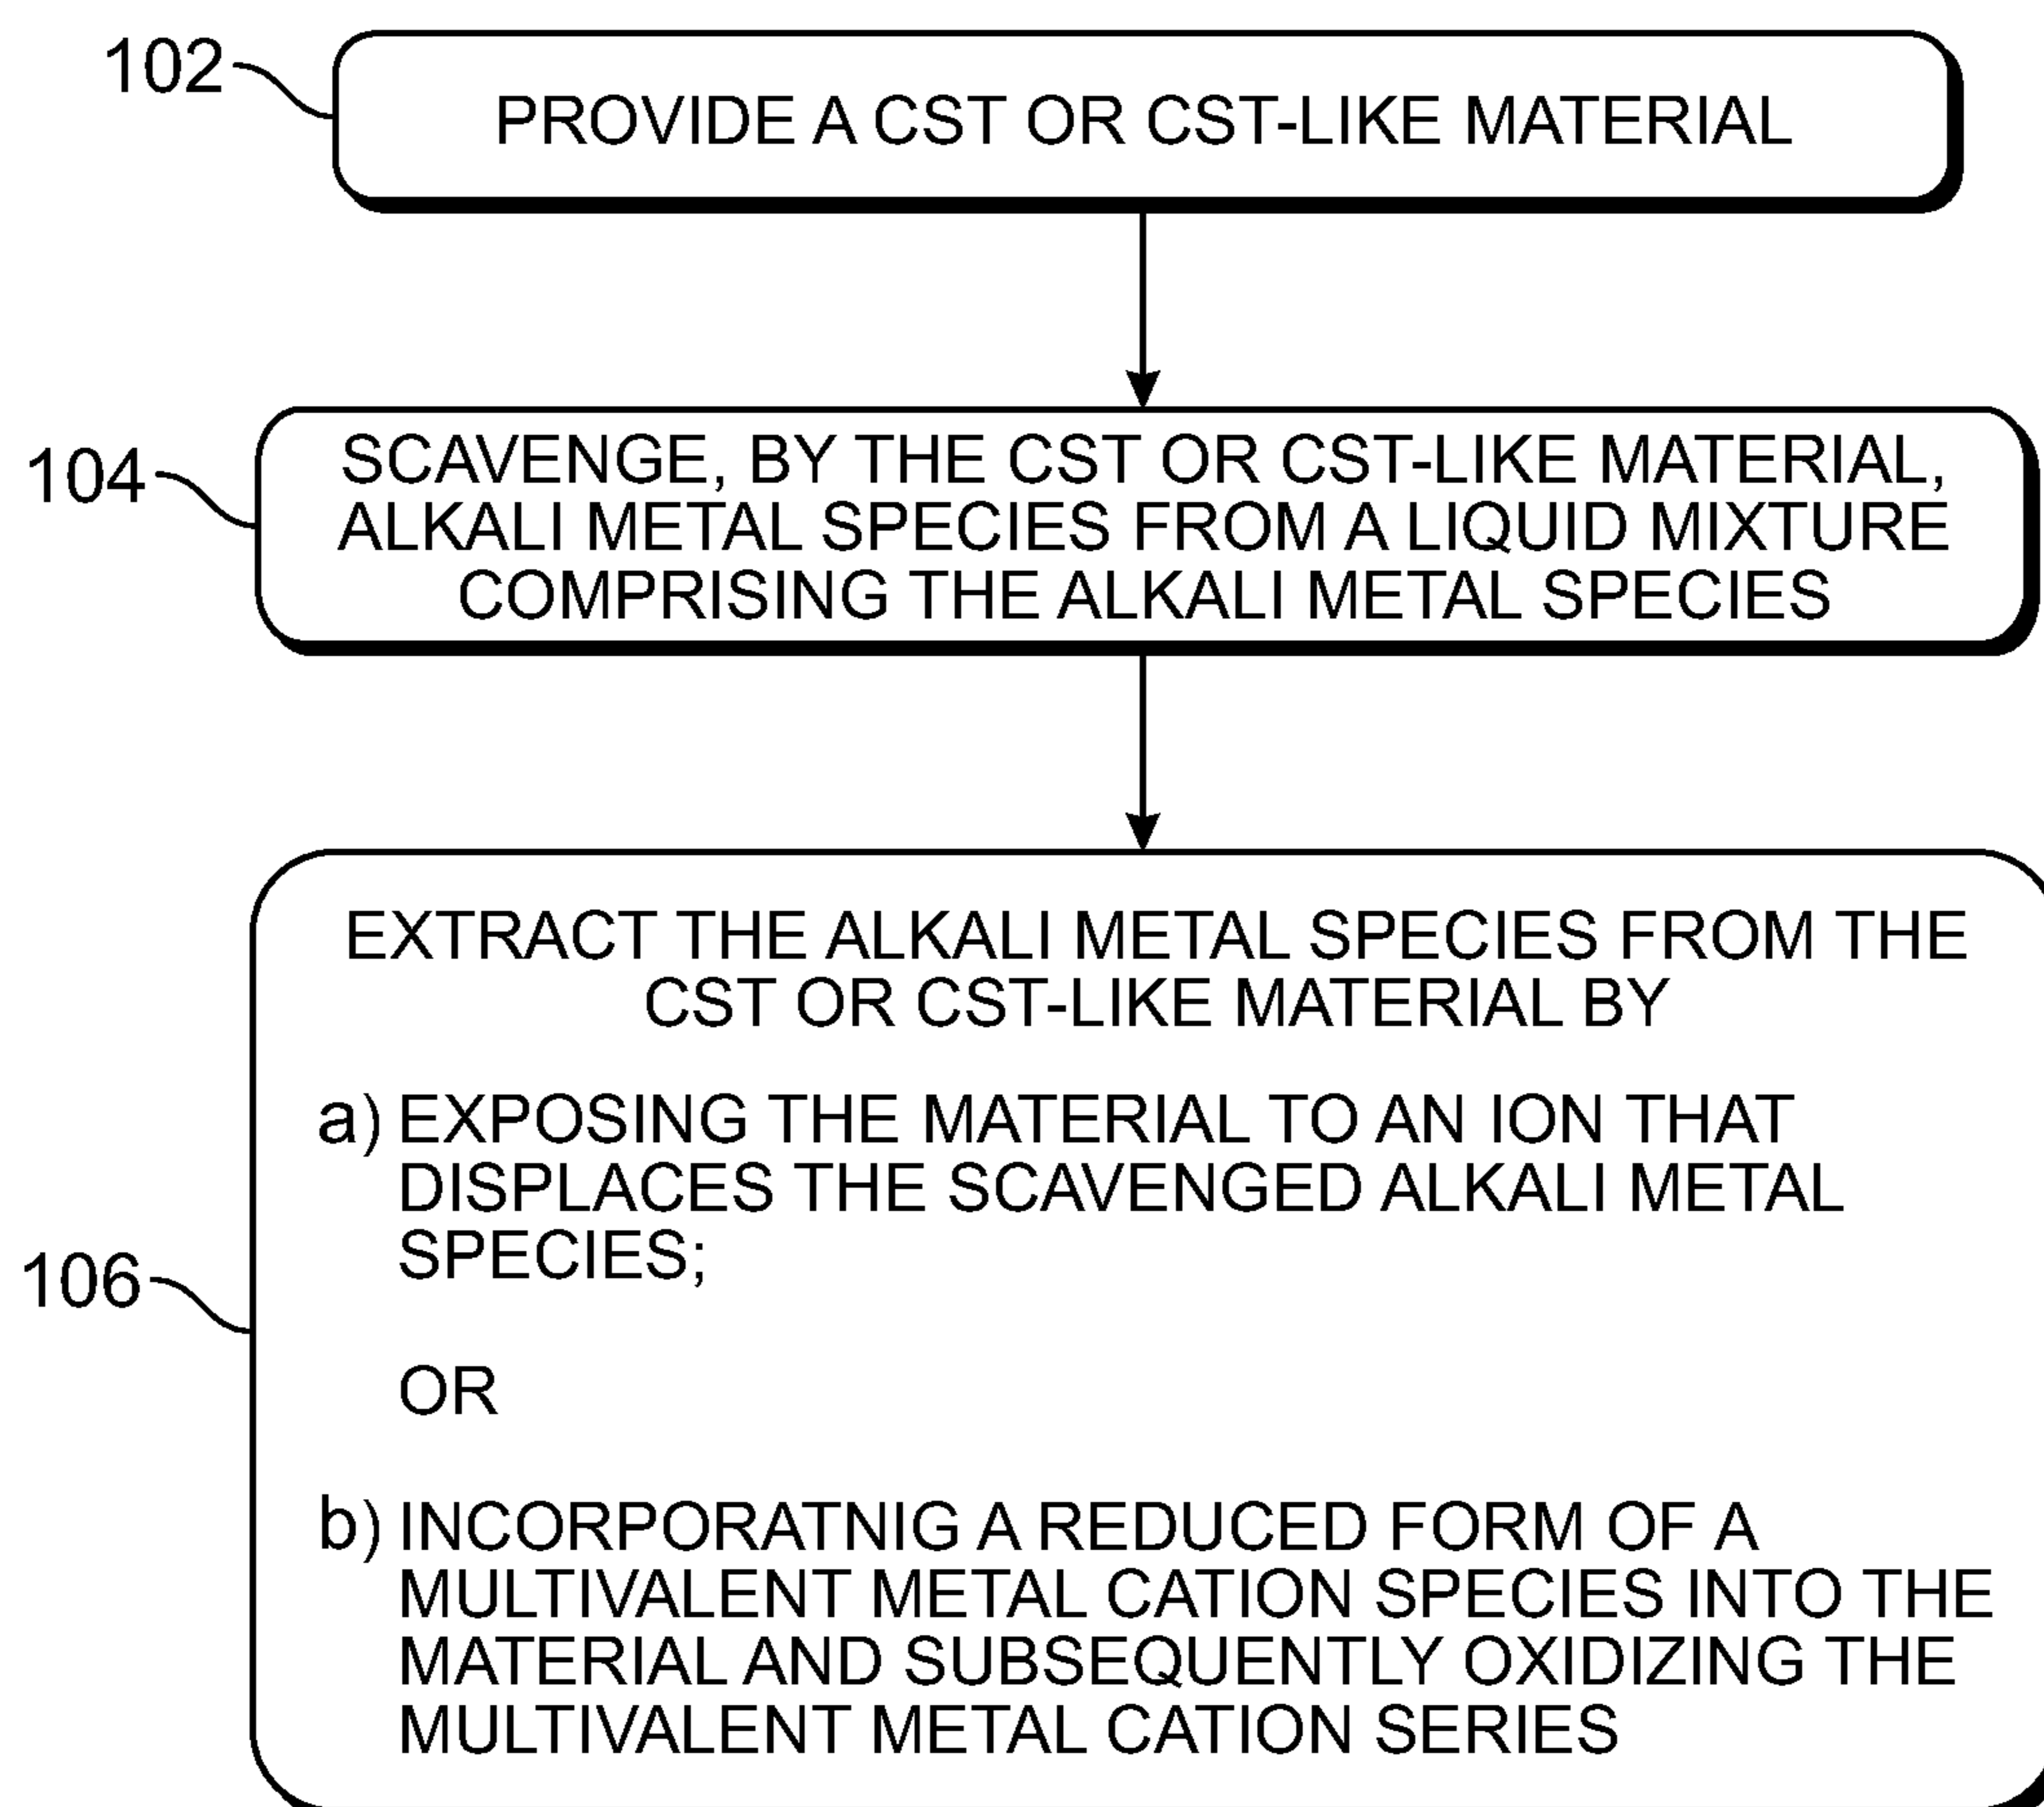 102
PROVIDE A CST OR CST-LIKE MATERIAL
104
SCAVENGE, BY THE CST OR CST-LIKE MATERIAL,
ALKALI METAL SPECIES FROM A LIQUID MIXTURE
COMPRISING THE ALKALI METAL SPECIES
106
EXTRACT THE ALKALI METAL SPECIES FROM THE
CST OR CST-LIKE MATERIAL BY
a) EXPOSING THE MATERIAL TO AN ION THAT
DISPLACES THE SCAVENGED ALKALI METAL
SPECIES;
OR
b) INCORPORATNIG A REDUCED FORM OF A
MULTIVALENT METAL CATION SPECIES INTO THE
MATERIAL AND SUBSEQUENTLY OXIDIZING THE
MULTIVALENT METAL CATION SERIES